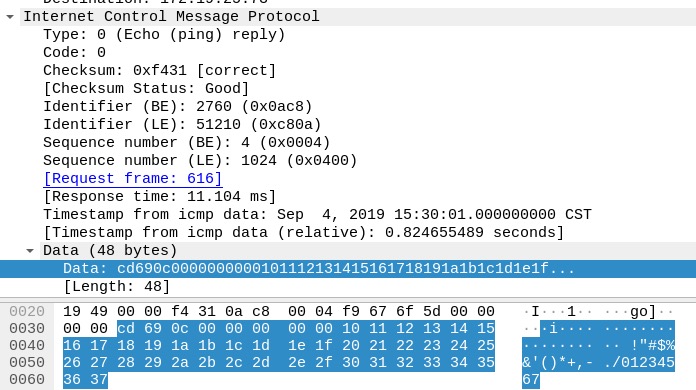 Destination: 172.19.25.73
Internet Control Message Protocol
Type: 0 (Echo (ping) reply)
Code: 0
Checksum: 0xf431 [correct]
[Checksum Status: Good]
Identifier (BE): 2760 (0x0ac8)
Identifier (LE): 51210 (0xc80a)
Sequence number (BE): 4 (0x0004)
Sequence number (LE): 1024 (0x0400)
[Request frame: 616]
[Response time: 11.104 ms]
Timestamp from icmp data: Sep  4, 2019 15:30:01.000000000 CST
[Timestamp from icmp data (relative): 0.824655489 seconds]
Data (48 bytes)
Data: cd690c0000000000101112131415161718191a1b1c1d1e1f...
[Length: 48]
0020 19 49 00 00 f4 31 0a c8 00 04 f9 67 6f 5d 00 00 ·I···1·· ···go]··
0030 00 00 cd 69 0c 00 00 00 00 00 10 11 12 13 14 15 ···i···· ········
0040 16 17 18 19 1a 1b 1c 1d 1e 1f 20 21 22 23 24 25 ········ ·· !"#$%
0050 26 27 28 29 2a 2b 2c 2d 2e 2f 30 31 32 33 34 35 &'()*+,- ./012345
0060 36 37 67